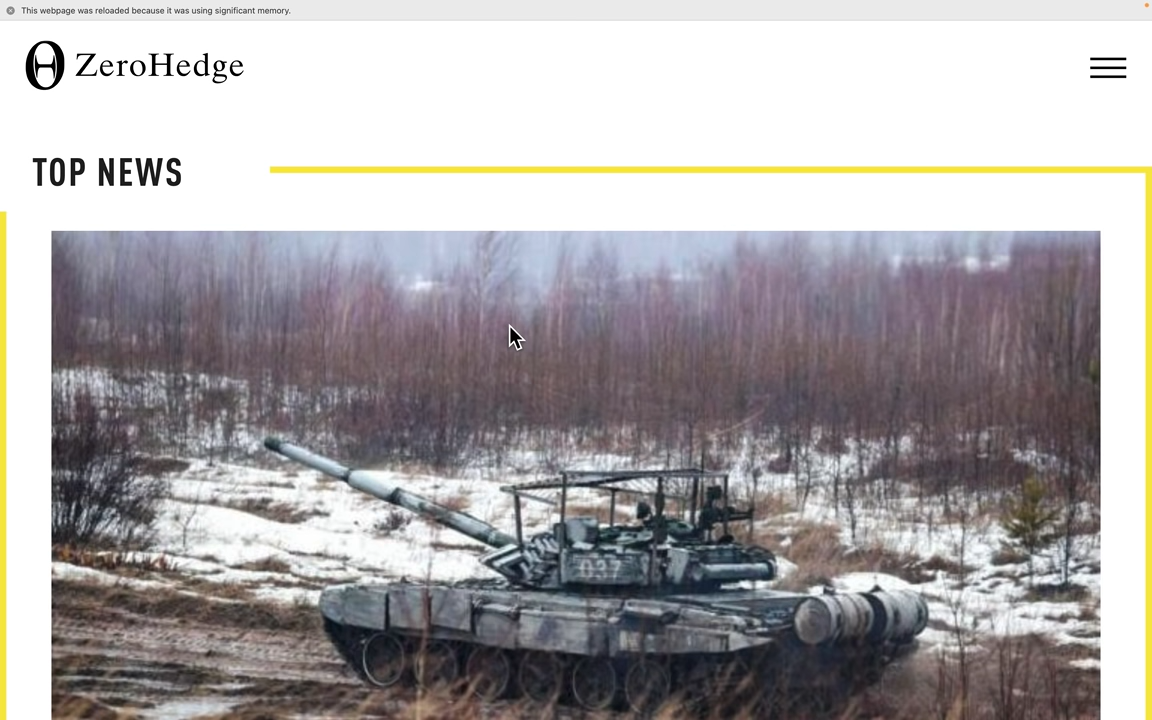 This webpage was reloaded because it was using significant memory.
ZeroHedge
TOP NEWS
037